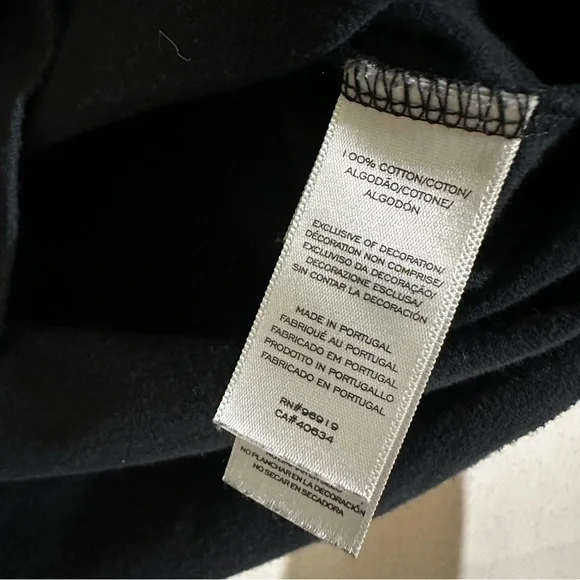 100% COTTON/COTON/
ALGODÃO/COTONE/
ALGODÓN
EXCLUSIVE OF DECORATION/
DÉCORATION NON COMPRISE/
EXCLUSIVO DA DECORAÇÃO/
DECORAZIONE ESCLUSA/
SIN CONTAR LA DECORACIÓN
MADE IN PORTUGAL
FABRIQUÉ AU PORTUGAL
FABRICADO EM PORTUGAL
PRODOTTO IN PORTUGALLO
FABRICADO EN PORTUGAL
RN#96919
CA#40634
NO PLANCHAR EN LA DECORACIÓN
NO SECAR EN SECADORA